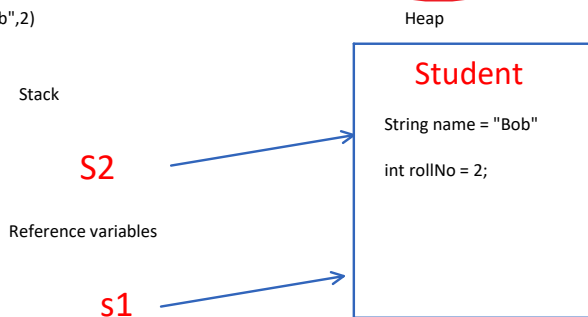 b",2)
Heap
Student
Stack
String name = "Bob"
S2
int rollNo = 2;
Reference variables
s1